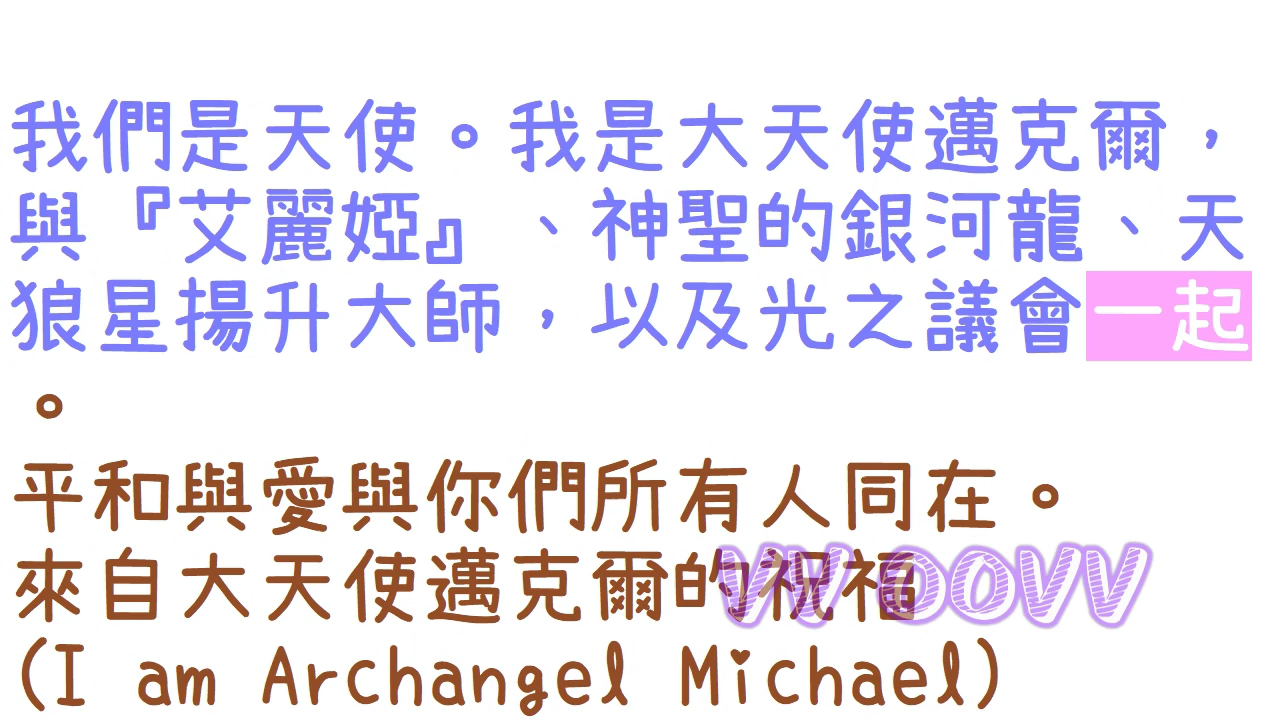 我們是天使。我是大天使邁克爾，
與『艾麗婭』、神聖的銀河龍、天
狼星揚升大師，以及光之議會一起
。
平和與愛與你們所有人同在。
來自大天使邁克爾的祝福
VV DOVV
(I am Archangel Michael)